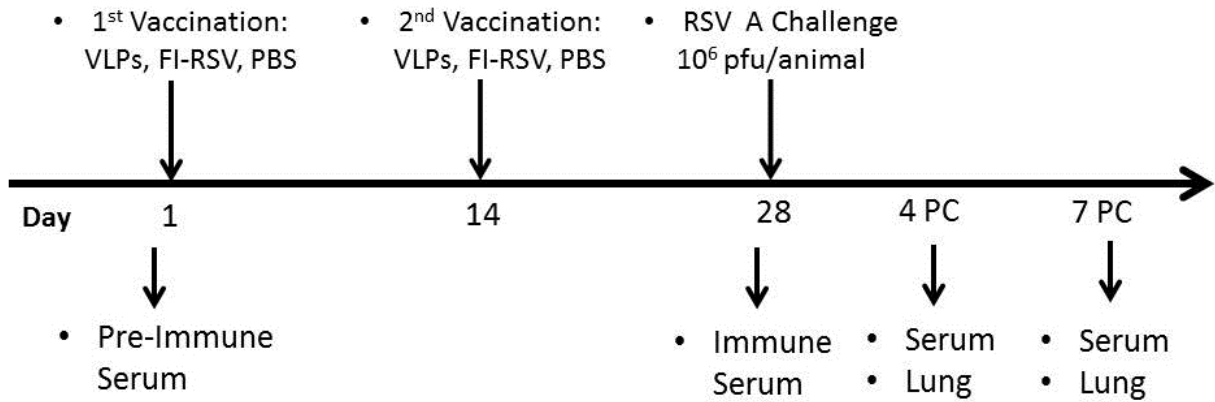 • 1st Vaccination:
VLPs, FI-RSV, PBS
• 2nd Vaccination:
VLPs, FI-RSV, PBS
• RSV A Challenge
10⁶ pfu/animal
Day 1 14 28 4 PC 7 PC
• Pre-Immune
Serum
• Immune
Serum
• Serum
• Lung
• Serum
• Lung